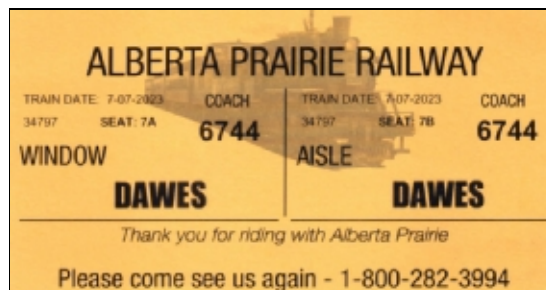 ALBERTA PRAIRIE RAILWAY
TRAIN DATE: 7-07-2023 COACH TRAIN DATE: 7-07-2023 COACH
34797 SEAT: 7A 6744 34797 SEAT: 7B 6744
WINDOW AISLE
DAWES DAWES
Thank you for riding with Alberta Prairie
Please come see us again - 1-800-282-3994